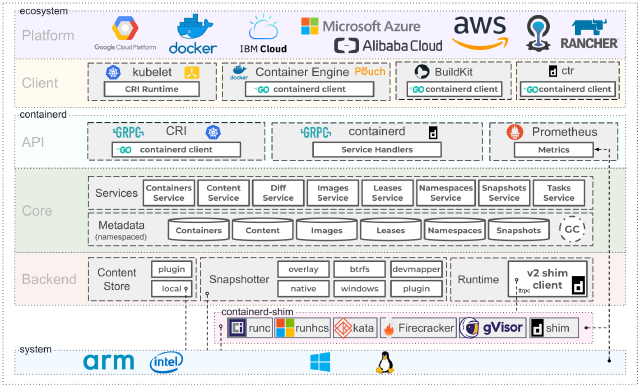 ecosystem
Platform
Google Cloud Platform
docker
IBM Cloud
Microsoft Azure
Alibaba Cloud
aws
RANCHER
Client
kubelet
CRI Runtime
docker
Container Engine
Pouch
GO containerd client
BuildKit
GO containerd client
ctr
GO containerd client
containerd
API
GRPC
CRI
GO containerd client
GRPC
containerd
Service Handlers
Prometheus
Metrics
Core
Services
Containers
Service
Content
Service
Diff
Service
Images
Service
Leases
Service
Namespaces
Service
Snapshots
Service
Tasks
Service
Metadata
(namespaced)
Containers
Content
Images
Leases
Namespaces
Snapshots
GC
Backend
Content
Store
plugin
local
Snapshotter
overlay
btrfs
devmapper
native
windows
plugin
Runtime
v2 shim
client
ttrpc
containerd-shim
runc
runhcs
kata
Firecracker
gVisor
shim
system
arm
intel